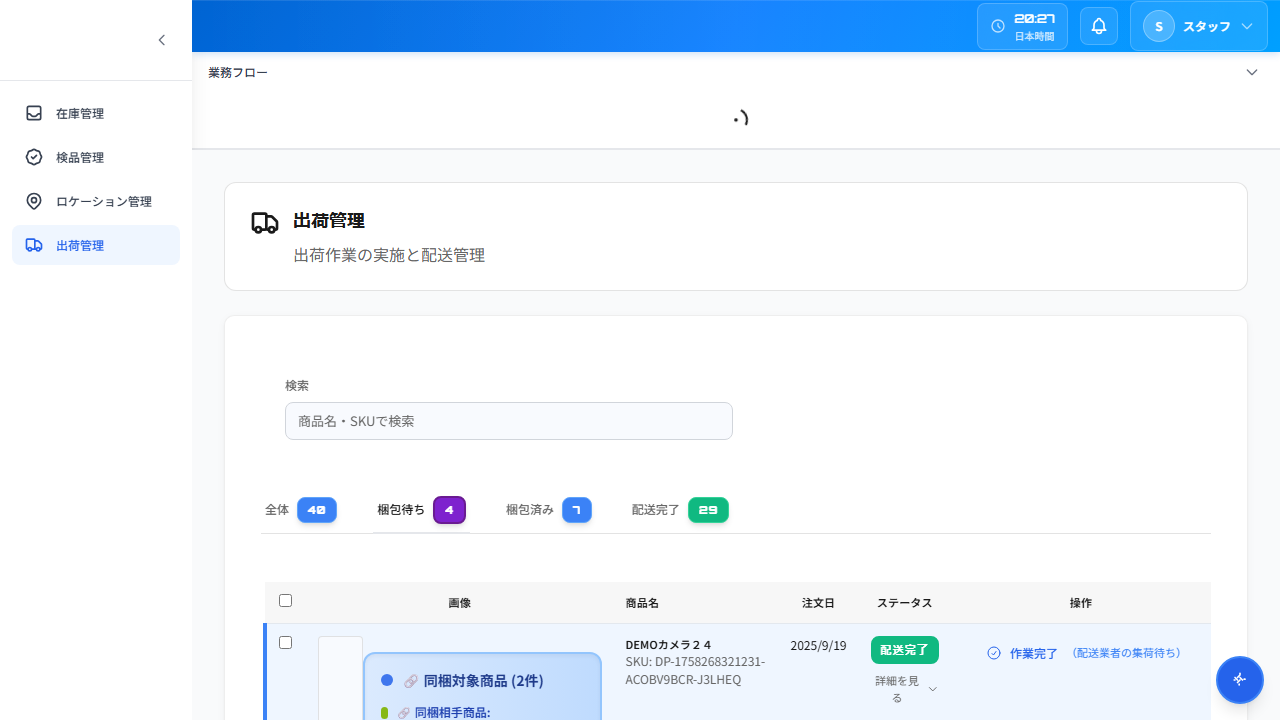 20:27
日本時間
S スタッフ
業務フロー
在庫管理
検品管理
ロケーション管理
出荷管理
出荷管理
出荷作業の実施と配送管理
検索
商品名・SKUで検索
全体 40 梱包待ち 4 梱包済み 7 配送完了 29
画像 商品名 注文日 ステータス 操作
DEMOカメラ２４
SKU: DP-1758268321231-
ACOBV9BCR-J3LHEQ
2025/9/19
配送完了
詳細を見
る
作業完了 （配送業者の集荷待ち）
同梱対象商品 (2件)
同梱相手商品: